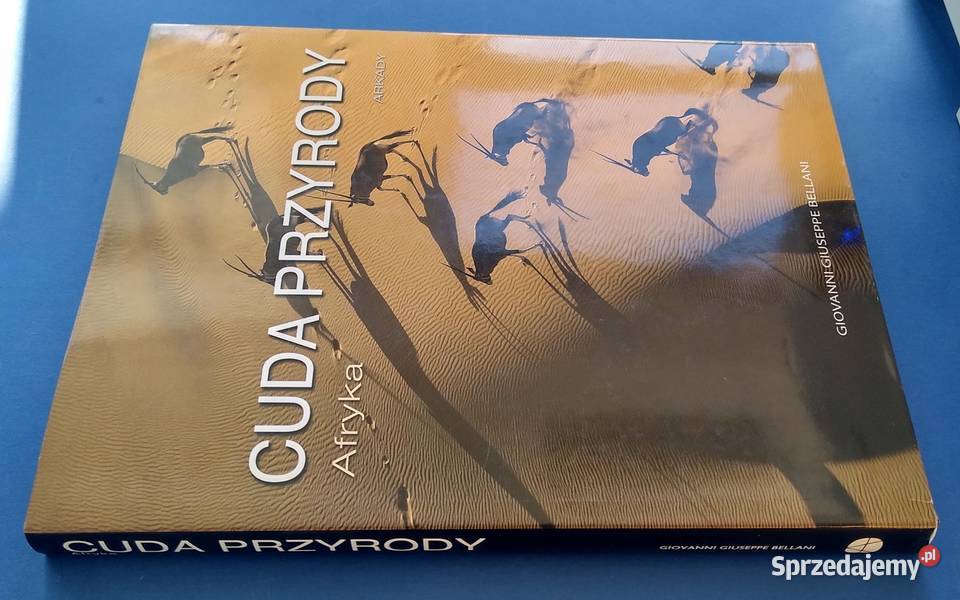 CUDA PRZYRODY
Afryka
ARKADY
GIOVANNI GIUSEPPE BELLANI
CUDA PRZYRODY
Afryka
GIOVANNI GIUSEPPE BELLANI
Sprzedajemy.pl